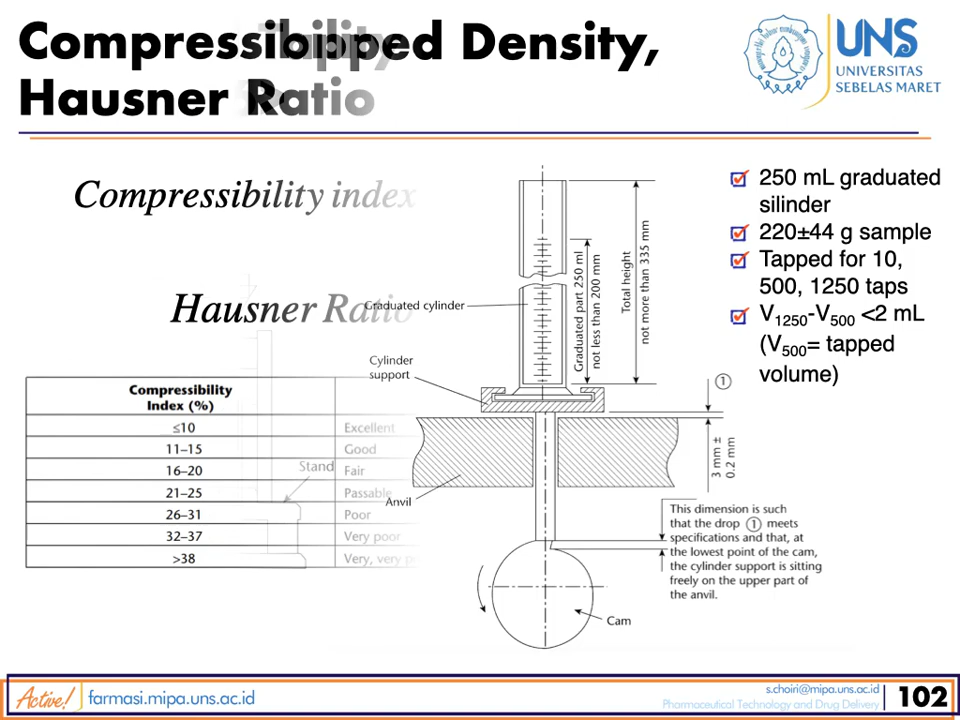 Density,
Hausner Ratio
UNS
UNIVERSITAS
SEBELAS MARET
Compressibility index
Hausner Ratio
Compressibility
Index (%)
≤10 Excellent
11–15 Good
16–20 Fair
21–25 Passable
26–31 Poor
32–37 Very poor
>38 Very, very
Stand
Graduated cylinder
Cylinder
support
Anvil
Graduated part 250 ml
not less than 200 mm
Total height
not more than 335 mm
①
3 mm ±
0.2 mm
This dimension is such
that the drop ① meets
specifications and that, at
the lowest point of the cam,
the cylinder support is sitting
freely on the upper part of
the anvil.
Cam
250 mL graduated
silinder
220±44 g sample
Tapped for 10,
500, 1250 taps
V1250-V500 <2 mL
(V500= tapped
volume)
Active!
farmasi.mipa.uns.ac.id
s.choiri@mipa.uns.ac.id
Pharmaceutical Technology and Drug Delivery
102